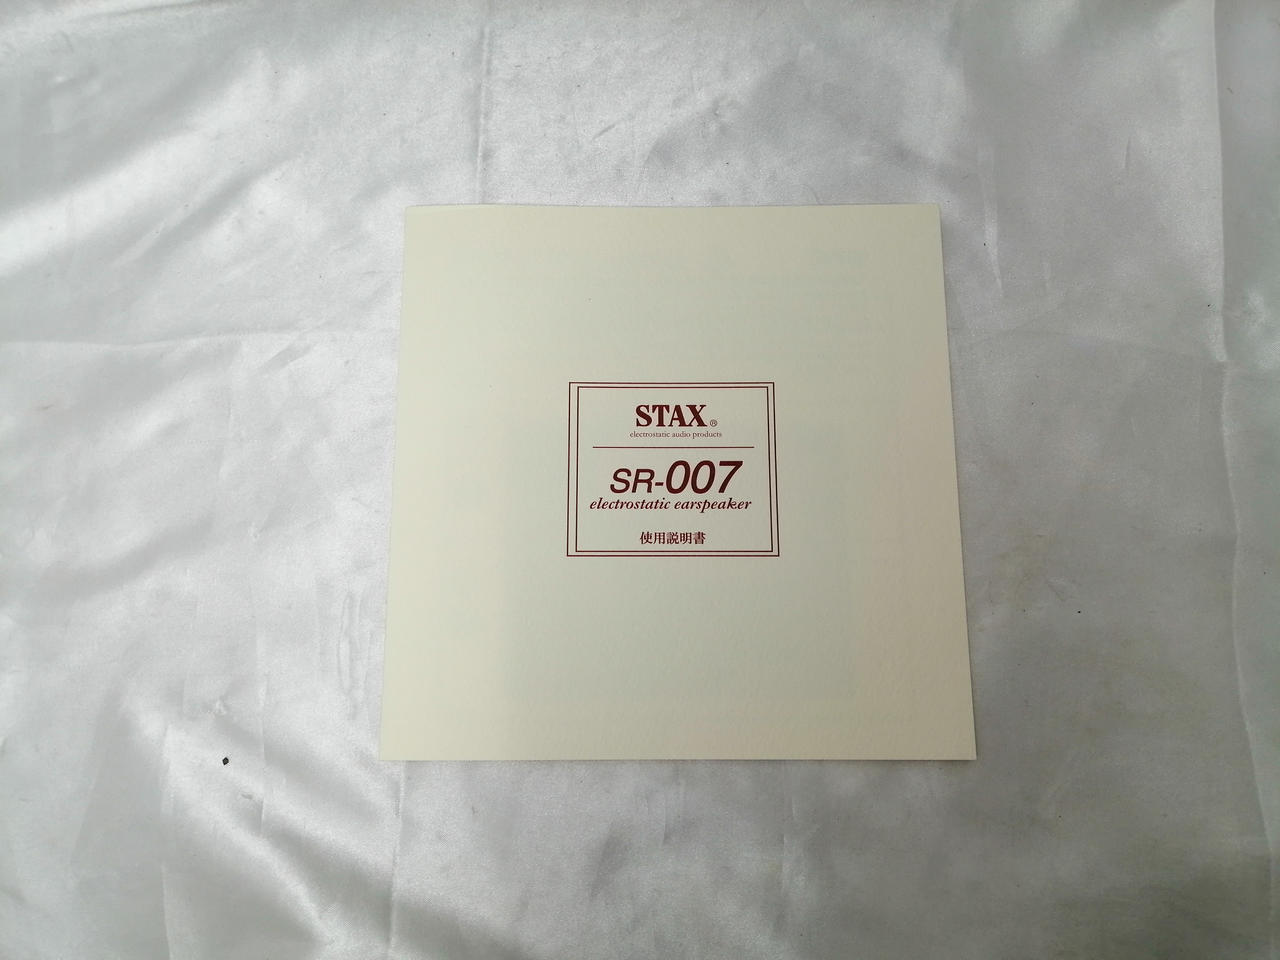 STAX®
electrostatic audio products
SR-007
electrostatic earspeaker
使用説明書